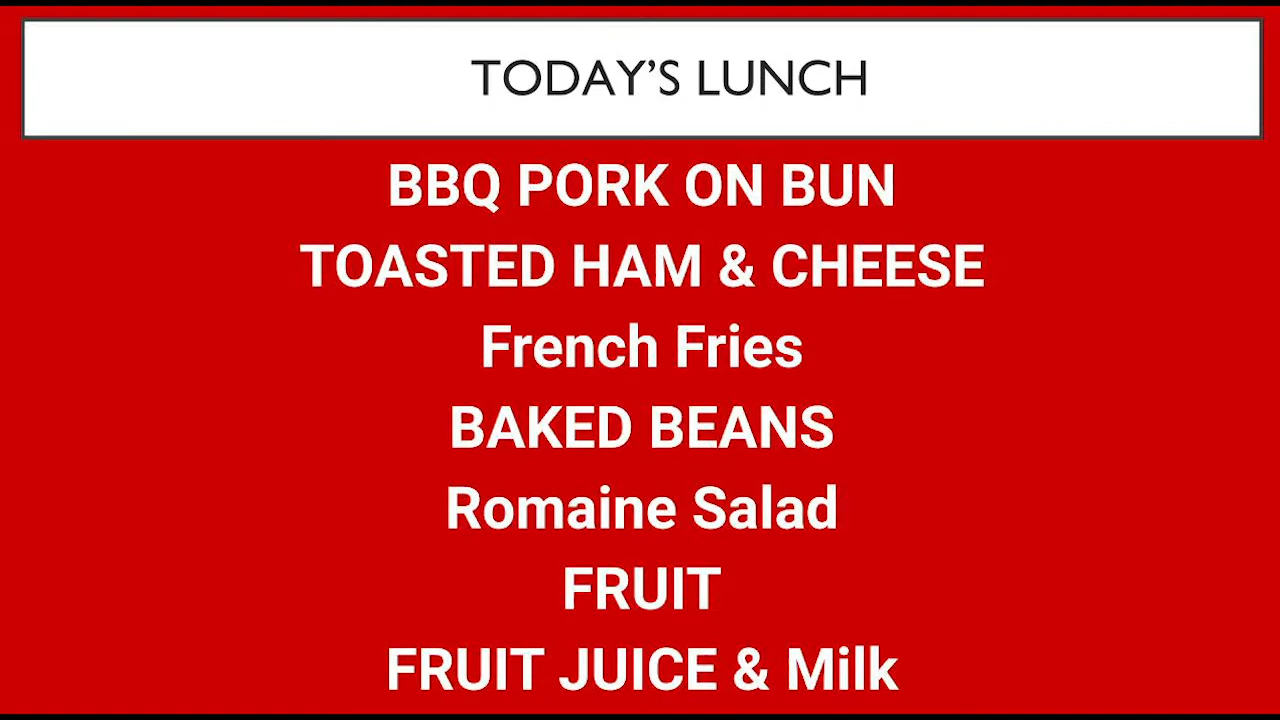 TODAY’S LUNCH
BBQ PORK ON BUN
TOASTED HAM & CHEESE
French Fries
BAKED BEANS
Romaine Salad
FRUIT
FRUIT JUICE & Milk